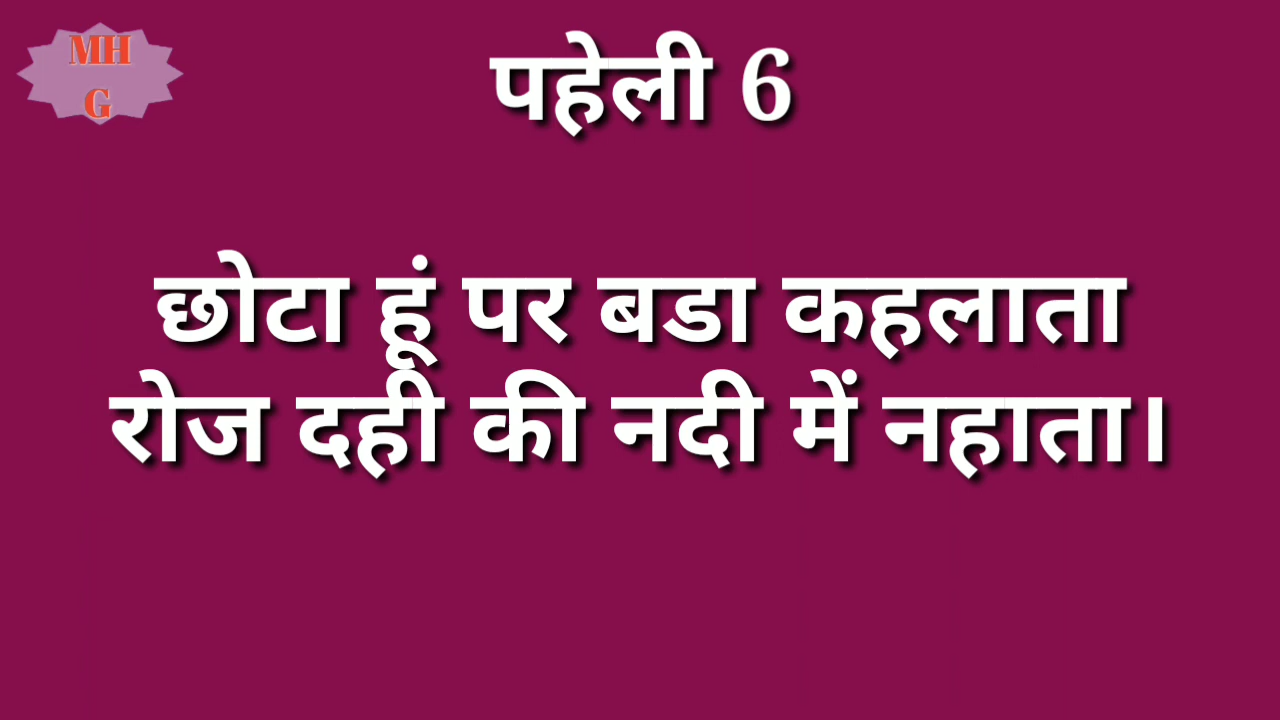 MH
G
पहेली 6
छोटा हूं पर बडा कहलाता
रोज दही की नदी में नहाता।